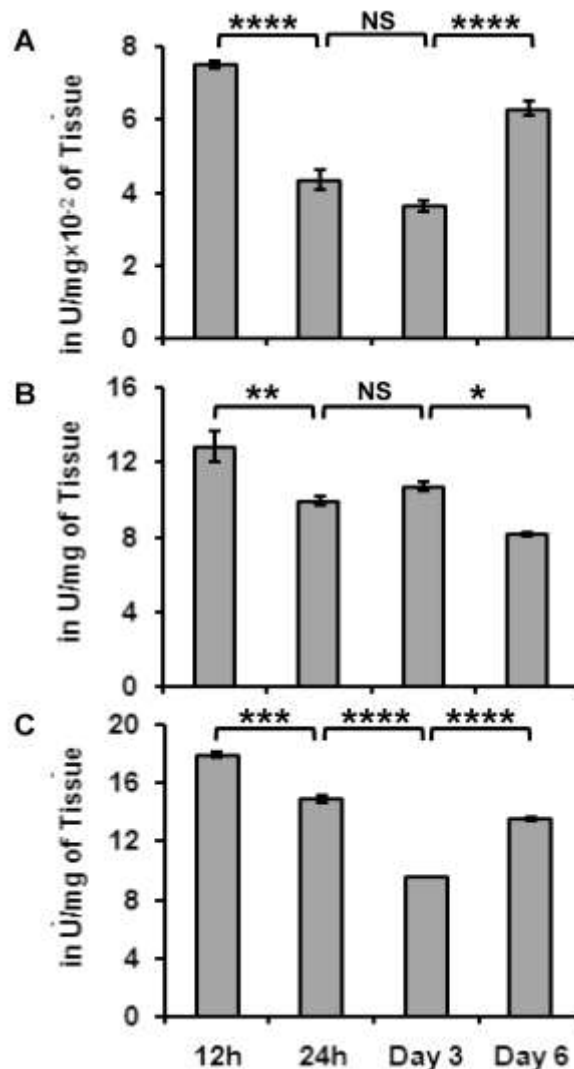 A
**** NS ****
in U/mg×10⁻² of Tissue
8
6
4
2
0
B
** NS *
in U/mg of Tissue
16
12
8
4
0
C
*** **** ****
in U/mg of Tissue
20
16
12
8
4
0
12h 24h Day 3 Day 6